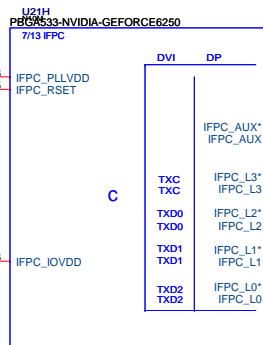 U21H
PBGA533-NVIDIA-GEFORCE6250
7/13 IFPC
DVI DP
IFPC_PLLVDD
IFPC_RSET
IFPC_AUX*
IFPC_AUX
TXC IFPC_L3*
TXC IFPC_L3
C
TXD0 IFPC_L2*
TXD0 IFPC_L2
TXD1 IFPC_L1*
TXD1 IFPC_L1
IFPC_IOVDD
TXD2 IFPC_L0*
TXD2 IFPC_L0